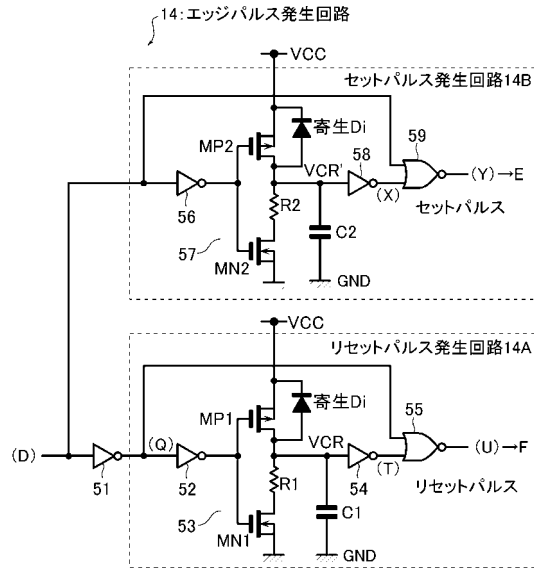 14:エッジパルス発生回路
VCC
セットパルス発生回路14B
MP2
寄生Di
59
VCR'
58
(Y)→E
セットパルス
56
(X)
R2
57
C2
MN2
GND
VCC
リセットパルス発生回路14A
MP1
寄生Di
55
(D)
(Q)
VCR
(U)→F
リセットパルス
51
52
54
(T)
R1
53
C1
MN1
GND